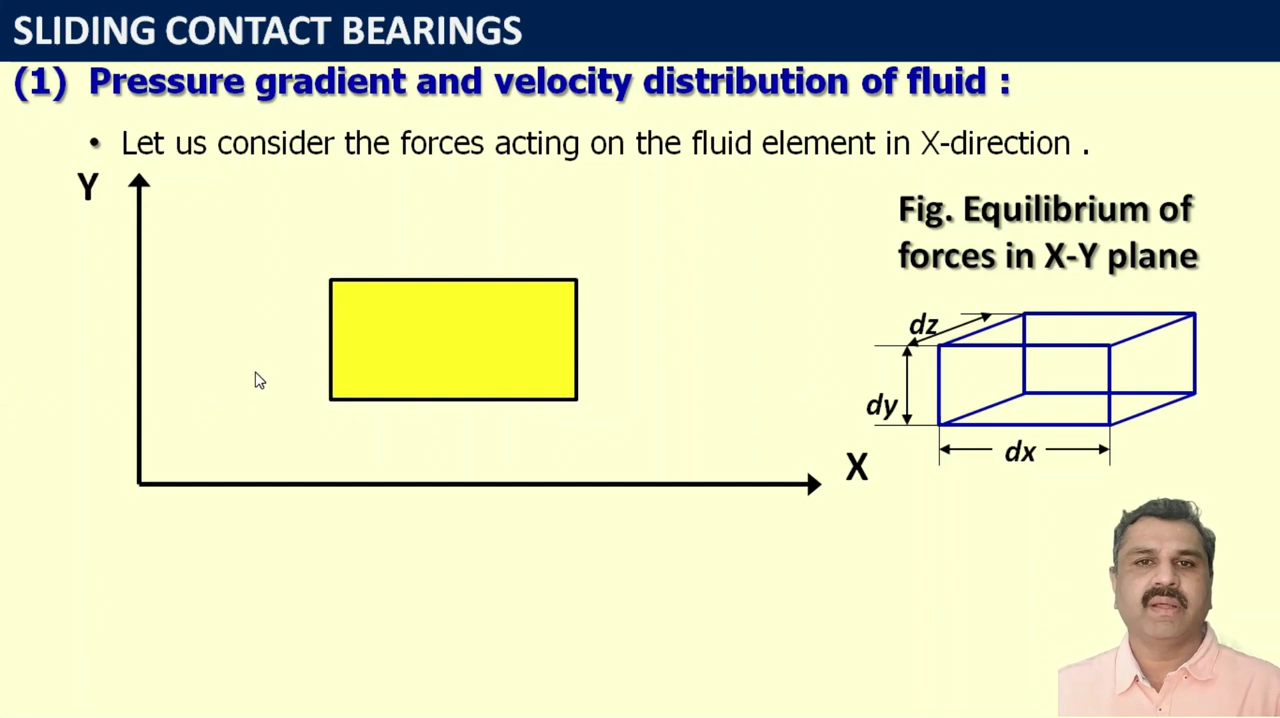 SLIDING CONTACT BEARINGS
(1) Pressure gradient and velocity distribution of fluid :
• Let us consider the forces acting on the fluid element in X-direction .
Y
Fig. Equilibrium of
forces in X-Y plane
dz
dy
dx
X